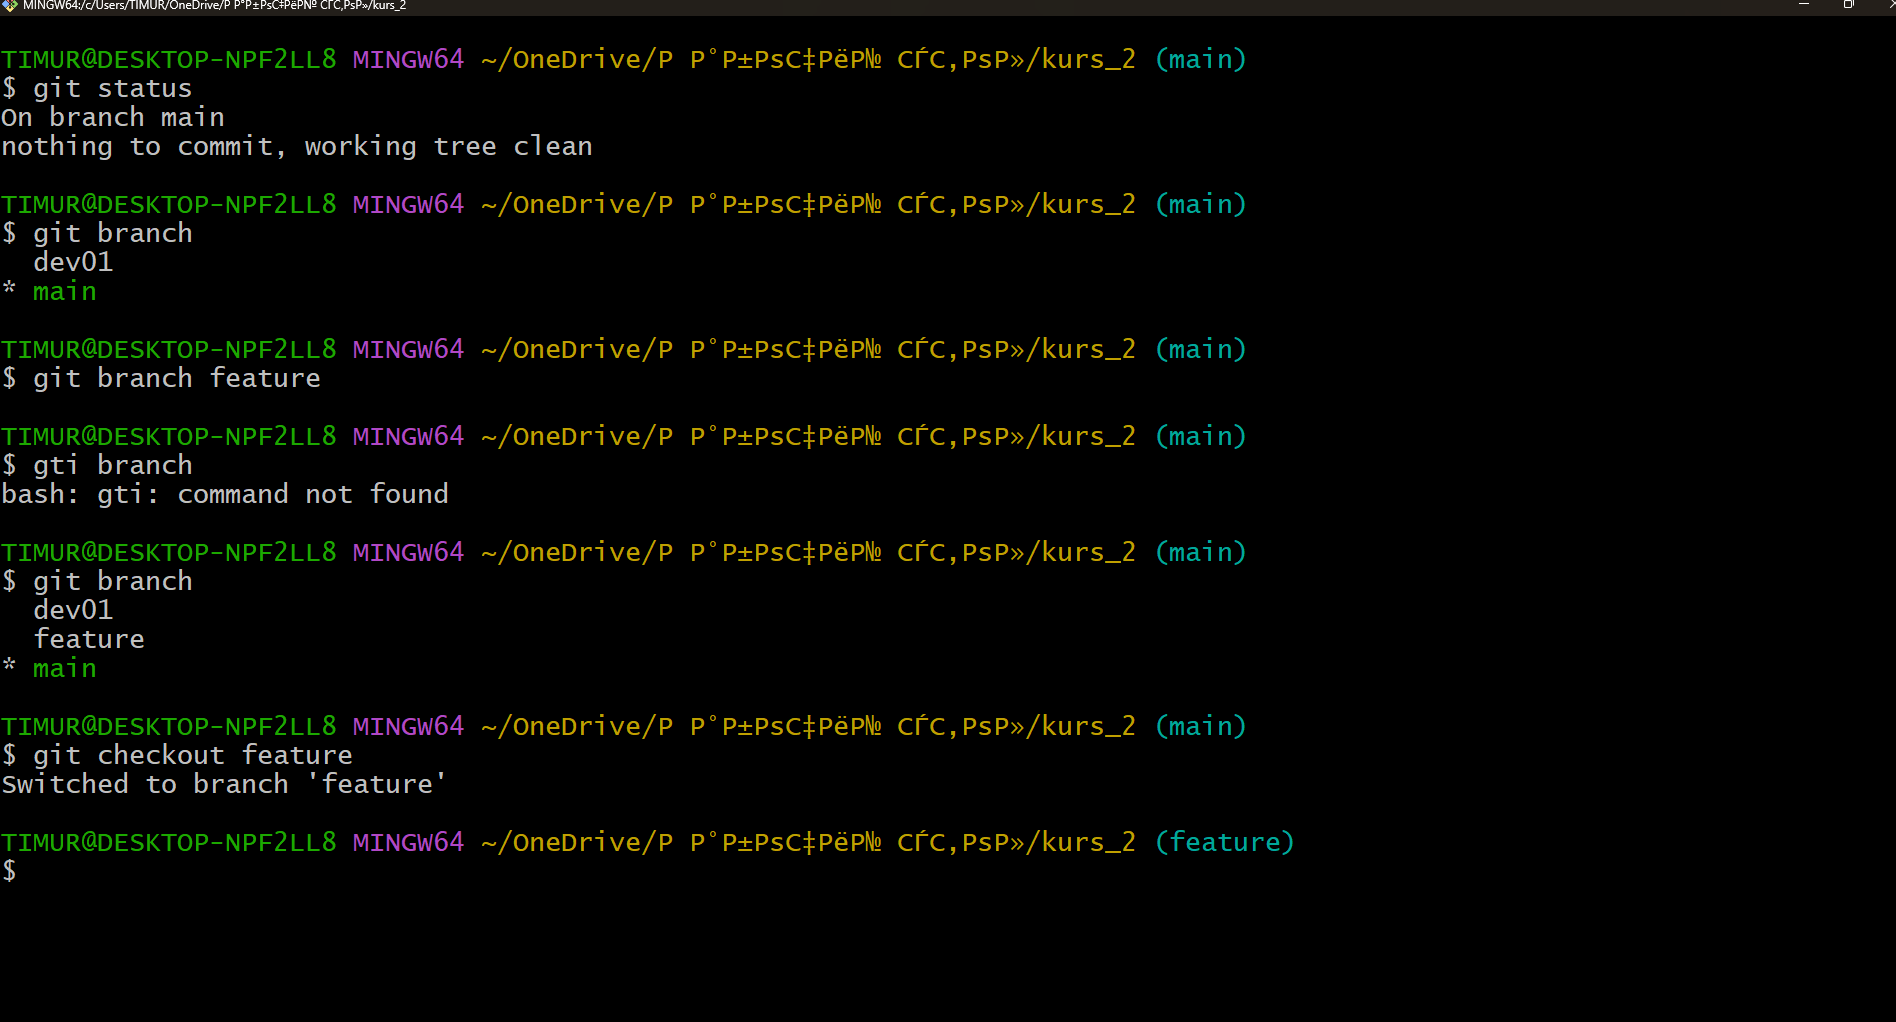 MINGW64:/c/Users/TIMUR/OneDrive/Р Р°Р±РѕС‡РёР№ СЃС‚РѕР»/kurs_2
TIMUR@DESKTOP-NPF2LL8 MINGW64 ~/OneDrive/Р Р°Р±РѕС‡РёР№ СЃС‚РѕР»/kurs_2 (main)
$ git status
On branch main
nothing to commit, working tree clean
TIMUR@DESKTOP-NPF2LL8 MINGW64 ~/OneDrive/Р Р°Р±РѕС‡РёР№ СЃС‚РѕР»/kurs_2 (main)
$ git branch
  dev01
* main
TIMUR@DESKTOP-NPF2LL8 MINGW64 ~/OneDrive/Р Р°Р±РѕС‡РёР№ СЃС‚РѕР»/kurs_2 (main)
$ git branch feature
TIMUR@DESKTOP-NPF2LL8 MINGW64 ~/OneDrive/Р Р°Р±РѕС‡РёР№ СЃС‚РѕР»/kurs_2 (main)
$ gti branch
bash: gti: command not found
TIMUR@DESKTOP-NPF2LL8 MINGW64 ~/OneDrive/Р Р°Р±РѕС‡РёР№ СЃС‚РѕР»/kurs_2 (main)
$ git branch
  dev01
  feature
* main
TIMUR@DESKTOP-NPF2LL8 MINGW64 ~/OneDrive/Р Р°Р±РѕС‡РёР№ СЃС‚РѕР»/kurs_2 (main)
$ git checkout feature
Switched to branch 'feature'
TIMUR@DESKTOP-NPF2LL8 MINGW64 ~/OneDrive/Р Р°Р±РѕС‡РёР№ СЃС‚РѕР»/kurs_2 (feature)
$